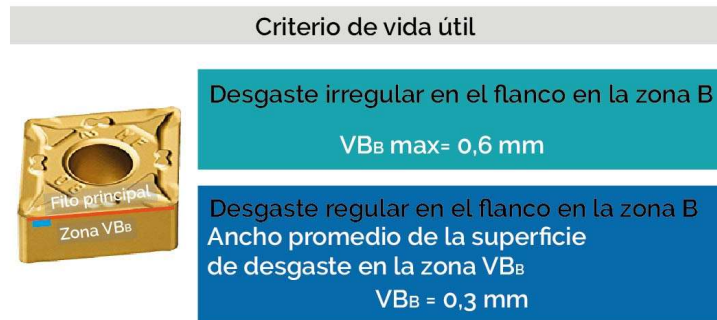 Criterio de vida útil
Desgaste irregular en el flanco en la zona B
VBB max= 0,6 mm
Filo principal
Zona VBB
Desgaste regular en el flanco en la zona B
Ancho promedio de la superficie
de desgaste en la zona VBB
VBB = 0,3 mm